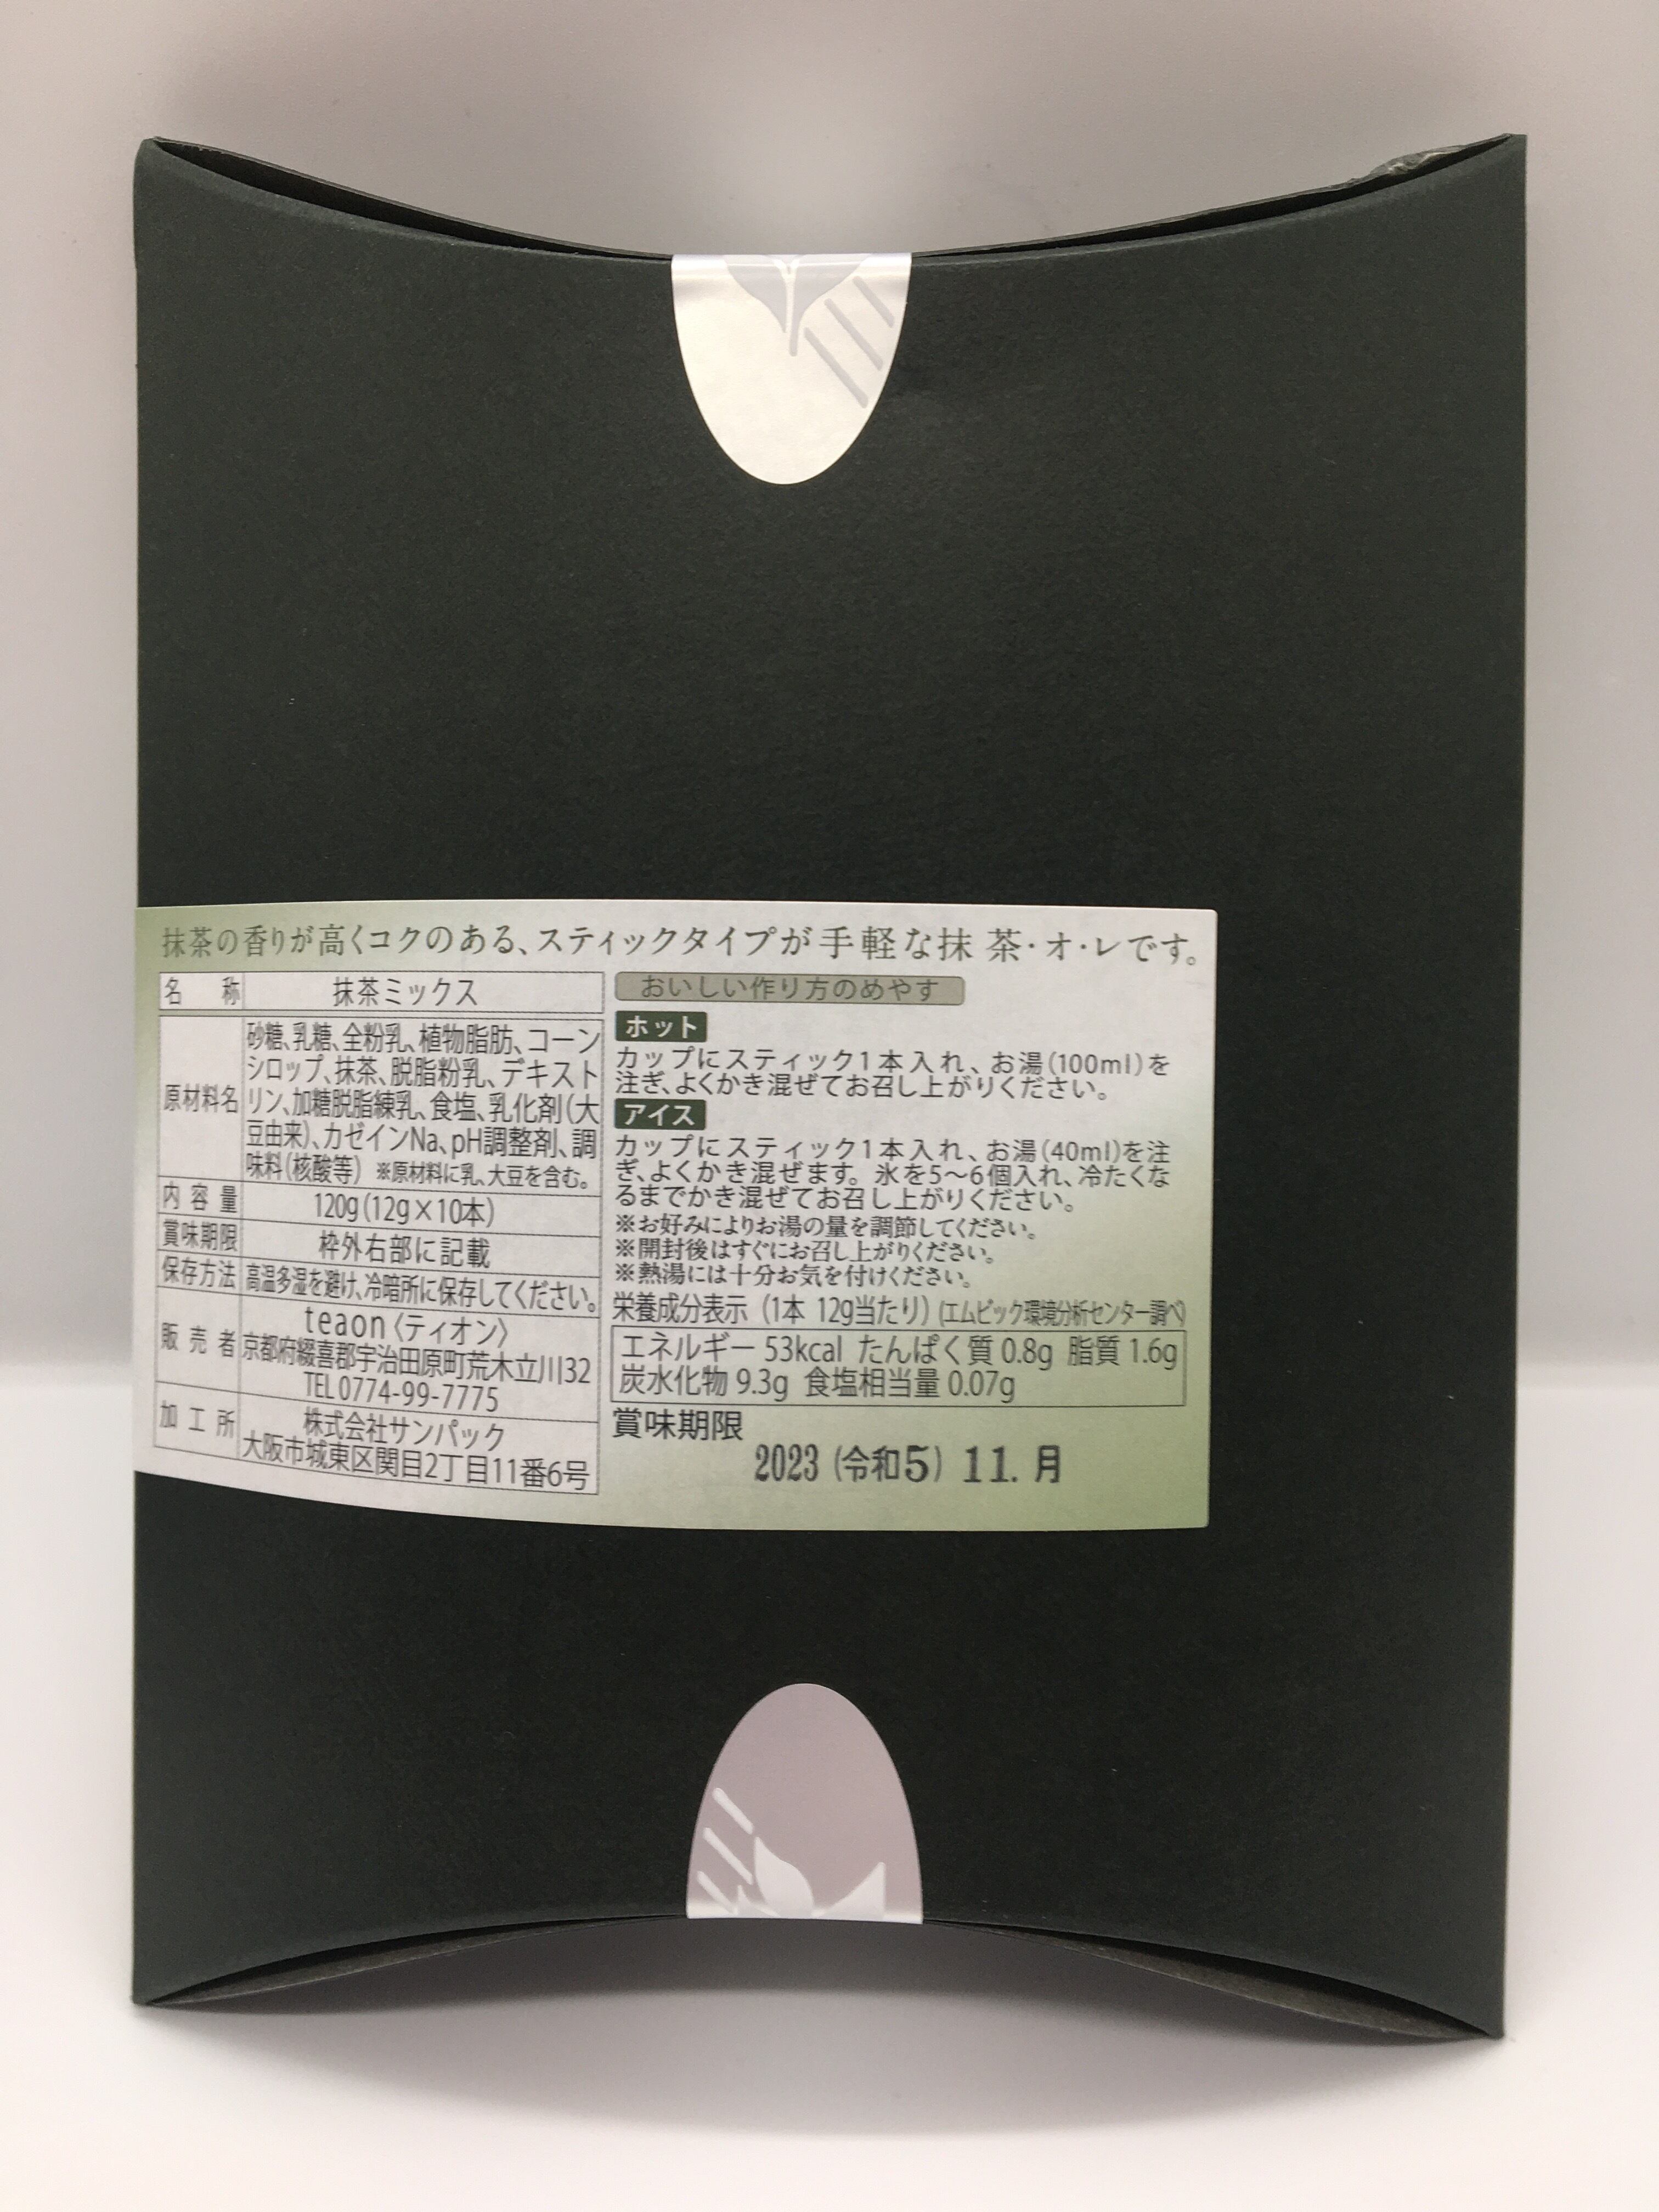 抹茶の香りが高くコクのある、スティックタイプが手軽な抹茶・オ・レです。
名称 抹茶ミックス
原材料名 砂糖、乳糖、全粉乳、植物脂肪、コーン
シロップ、抹茶、脱脂粉乳、デキスト
リン、加糖脱脂練乳、食塩、乳化剤(大
豆由来)、カゼインNa、pH調整剤、調
味料(核酸等) ※原材料に乳、大豆を含む。
内容量 120g(12g×10本)
賞味期限 枠外右部に記載
保存方法 高温多湿を避け、冷暗所に保存してください。
販売者 teaon〈ティオン〉
京都府綴喜郡宇治田原町荒木立川32
TEL0774-99-7775
加工所 株式会社サンパック
大阪市城東区関目2丁目11番6号
おいしい作り方のめやす
ホット
カップにスティック1本入れ、お湯(100ml)を
注ぎ、よくかき混ぜてお召し上がりください。
アイス
カップにスティック1本入れ、お湯(40ml)を注
ぎ、よくかき混ぜます。氷を5〜6個入れ、冷たくな
るまでかき混ぜてお召し上がりください。
※お好みによりお湯の量を調節してください。
※開封後はすぐにお召し上がりください。
※熱湯には十分お気を付けください。
栄養成分表示(1本 12g当たり)(エムビック環境分析センター調べ)
エネルギー 53kcal たんぱく質 0.8g 脂質 1.6g
炭水化物 9.3g 食塩相当量 0.07g
賞味期限
2023(令和5)11.月